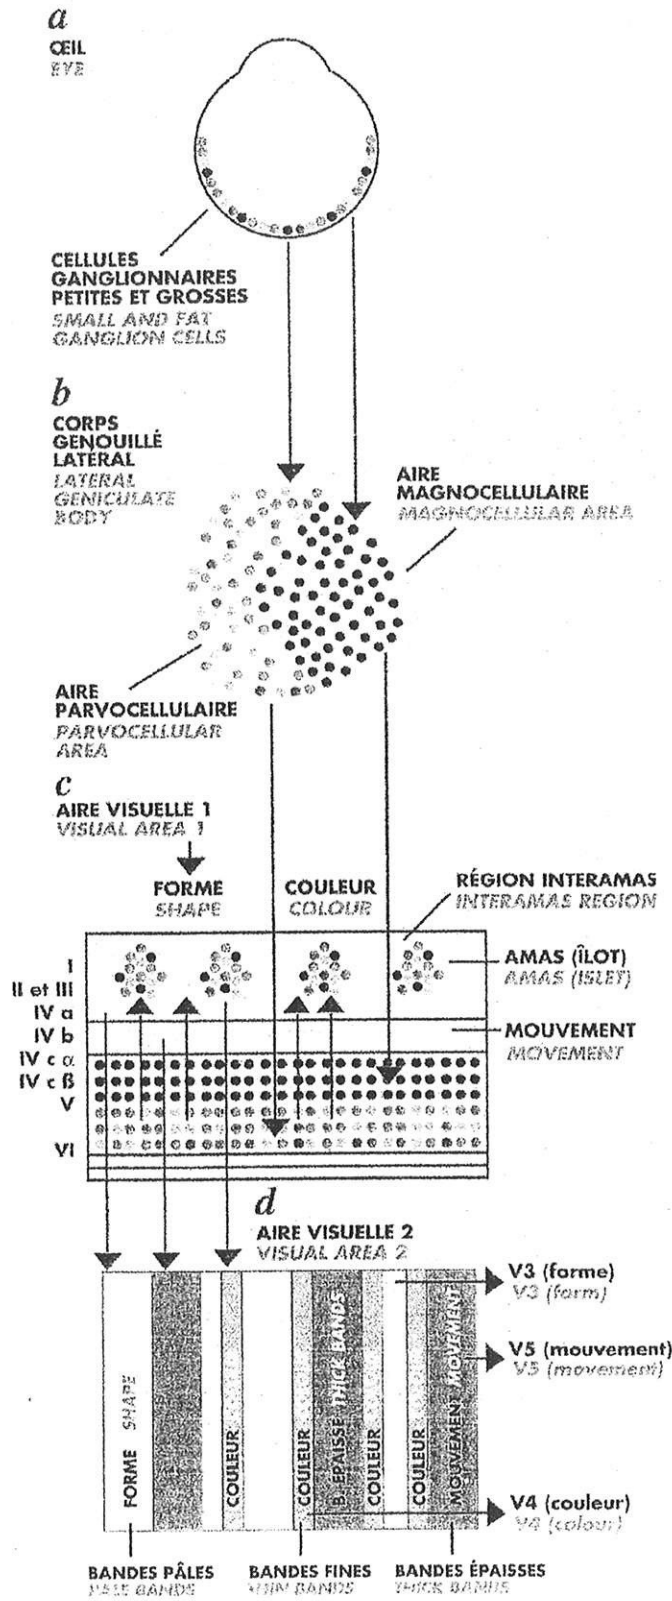 a
ŒIL
EYE
CELLULES
GANGLIONNAIRES
PETITES ET GROSSES
SMALL AND FAT
GANGLION CELLS
b
CORPS
GENOUILLÉ
LATÉRAL
LATERAL
GENICULATE
BODY
AIRE
MAGNOCELLULAIRE
MAGNOCELLULAR AREA
AIRE
PARVOCELLULAIRE
PARVOCELLULAR
AREA
c
AIRE VISUELLE 1
VISUAL AREA 1
FORME
SHAPE
COULEUR
COLOUR
RÉGION INTERAMAS
INTERAMAS REGION
AMAS (ÎLOT)
AMAS (ISLET)
MOUVEMENT
MOVEMENT
I
II et III
IV a
IV b
IV c α
IV c ß
V
VI
d
AIRE VISUELLE 2
VISUAL AREA 2
FORME SHAPE
COULEUR
COULEUR
B. ÉPAISSE THICK BANDS
COULEUR
COULEUR
MOUVEMENT MOVEMENT
V3 (forme)
V3 (form)
V5 (mouvement)
V5 (movement)
V4 (couleur)
V4 (colour)
BANDES PÂLES
PALE BANDS
BANDES FINES
THIN BANDS
BANDES ÉPAISSES
THICK BANDS